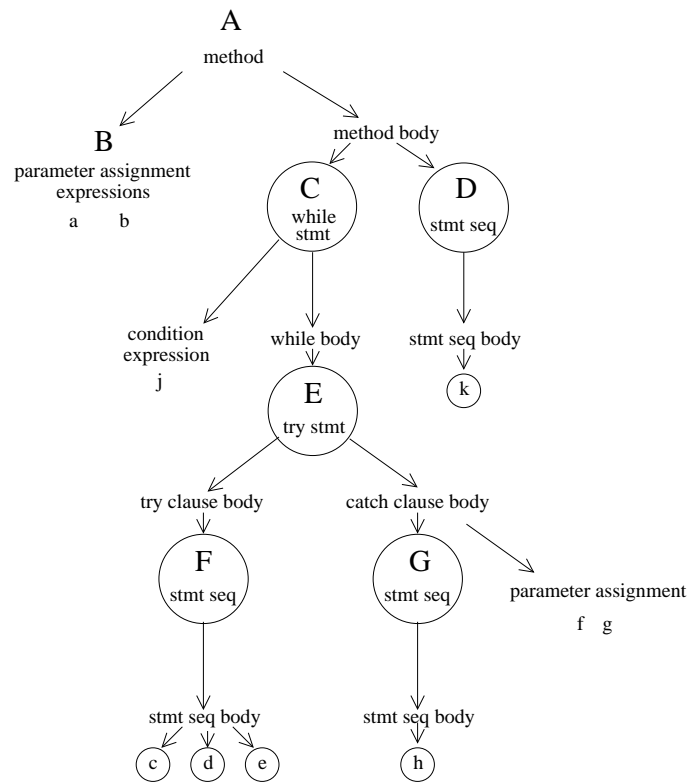 A
method
B
parameter assignment
expressions
a b
method body
C
while
stmt
D
stmt seq
condition
expression
j
while body
stmt seq body
k
E
try stmt
try clause body
catch clause body
F
stmt seq
G
stmt seq
parameter assignment
f g
stmt seq body
c d e
stmt seq body
h